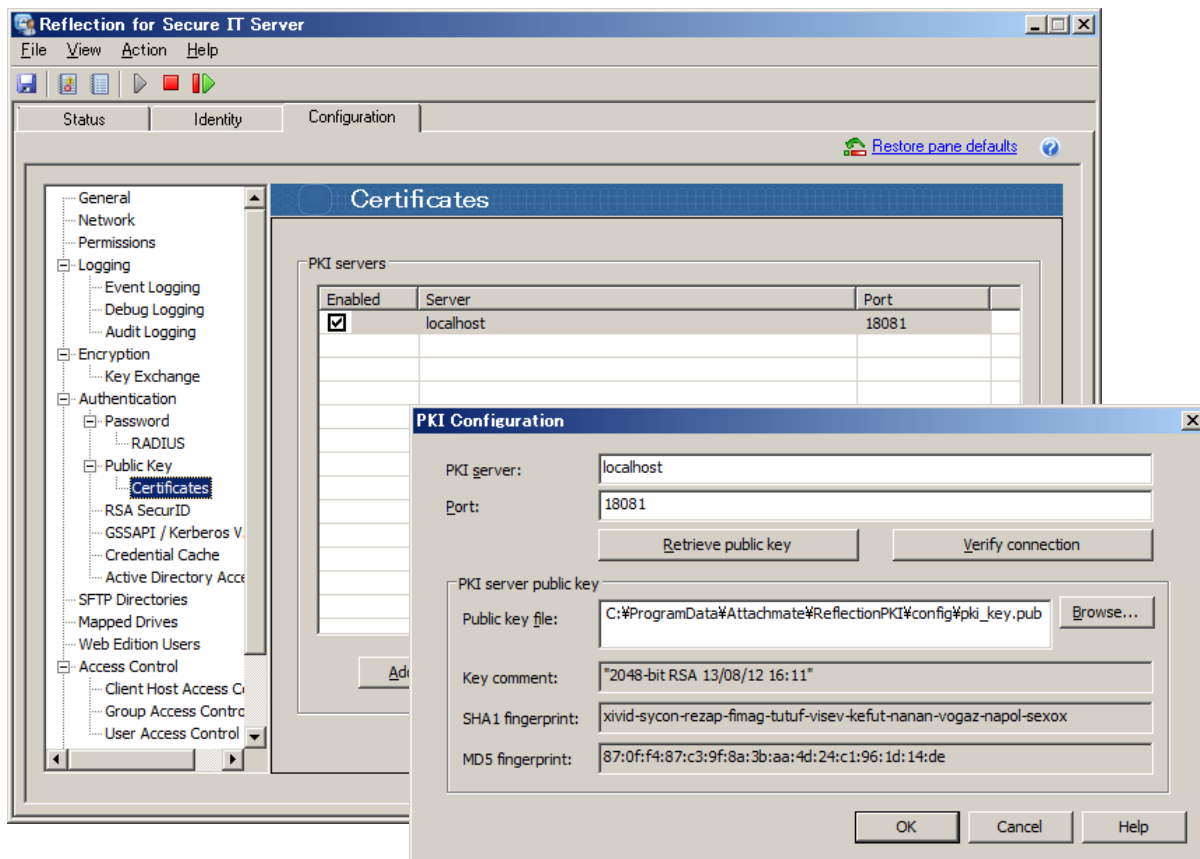 Reflection for Secure IT Server
File View Action Help
Status Identity Configuration
Restore pane defaults
General
Network
Permissions
Logging
Event Logging
Debug Logging
Audit Logging
Encryption
Key Exchange
Authentication
Password
RADIUS
Public Key
Certificates
RSA SecurID
GSSAPI / Kerberos V
Credential Cache
Active Directory Acce
SFTP Directories
Mapped Drives
Web Edition Users
Access Control
Client Host Access C
Group Access Contro
User Access Control
Certificates
PKI servers
Enabled Server Port
localhost 18081
Add
PKI Configuration
PKI server: localhost
Port: 18081
Retrieve public key Verify connection
PKI server public key
Public key file: C:¥ProgramData¥Attachmate¥ReflectionPKI¥config¥pki_key.pub Browse...
Key comment: "2048-bit RSA 13/08/12 16:11"
SHA1 fingerprint: xivid-sycon-rezap-fimag-tutuf-visev-kefut-nanan-vogaz-napol-sexox
MD5 fingerprint: 87:0f:f4:87:c3:9f:8a:3b:aa:4d:24:c1:96:1d:14:de
OK Cancel Help